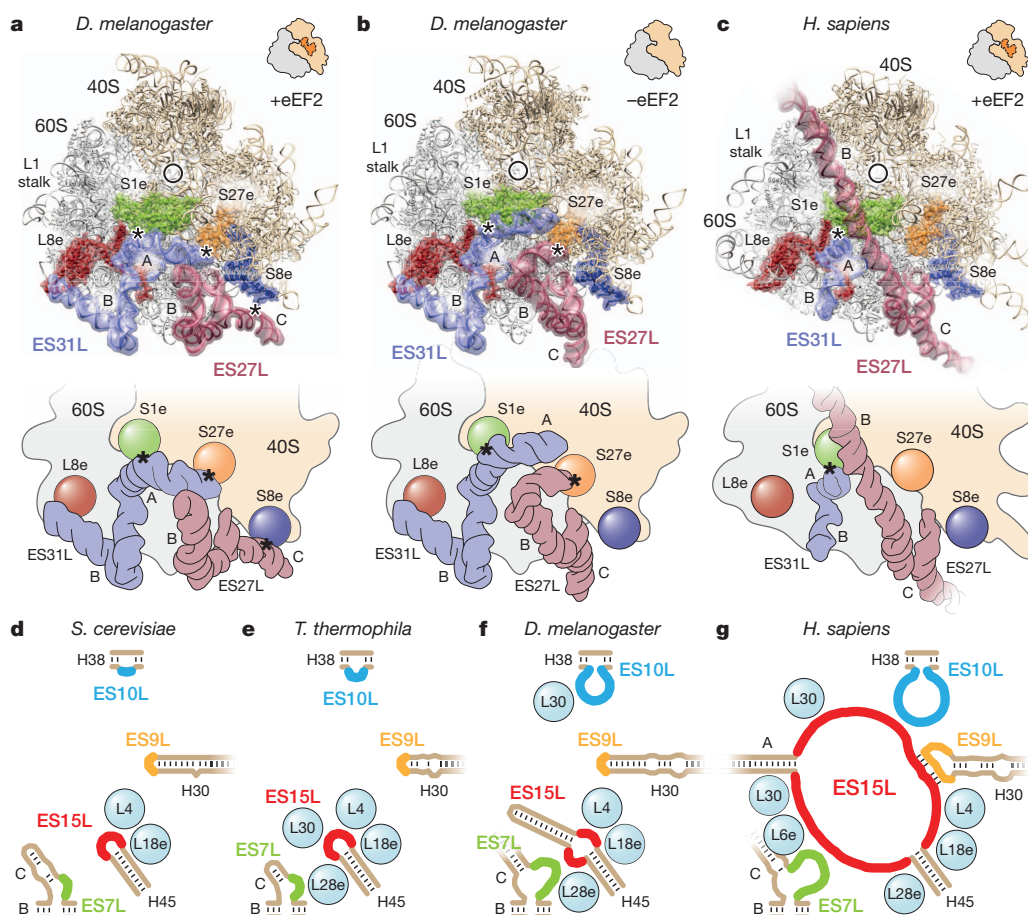 a D. melanogaster
40S
+eEF2
60S
L1
stalk
S1e
S27e
*
*
L8e
A
S8e
B
B
*
C
ES31L
ES27L
60S
S1e
S27e
40S
*
*
L8e
A
S8e
B
*
ES31L
C
B
ES27L
b D. melanogaster
40S
−eEF2
60S
L1
stalk
S1e
S27e
*
*
L8e
A
S8e
B
B
ES31L
ES27L
C
60S
S1e
A
40S
*
S27e
*
L8e
S8e
B
ES31L
C
B
ES27L
c H. sapiens
40S
+eEF2
L1
stalk
B
S1e
S27e
60S
*
L8e
A
S8e
B
ES31L
C
ES27L
60S
B
S1e
S27e
40S
*
L8e
A
S8e
B
ES31L
ES27L
C
d S. cerevisiae
H38
ES10L
ES9L
H30
ES15L
L4
L18e
C
ES7L
B
H45
e T. thermophila
H38
ES10L
ES9L
H30
ES15L
L4
L30
L18e
ES7L
C
L28e
B
H45
f D. melanogaster
H38
ES10L
L30
ES9L
H30
ES15L
L4
L18e
ES7L
C
L28e
B
H45
g H. sapiens
H38
ES10L
L30
A
ES9L
ES15L
H30
L30
L4
L6e
L18e
C
L28e
B
ES7L
H45